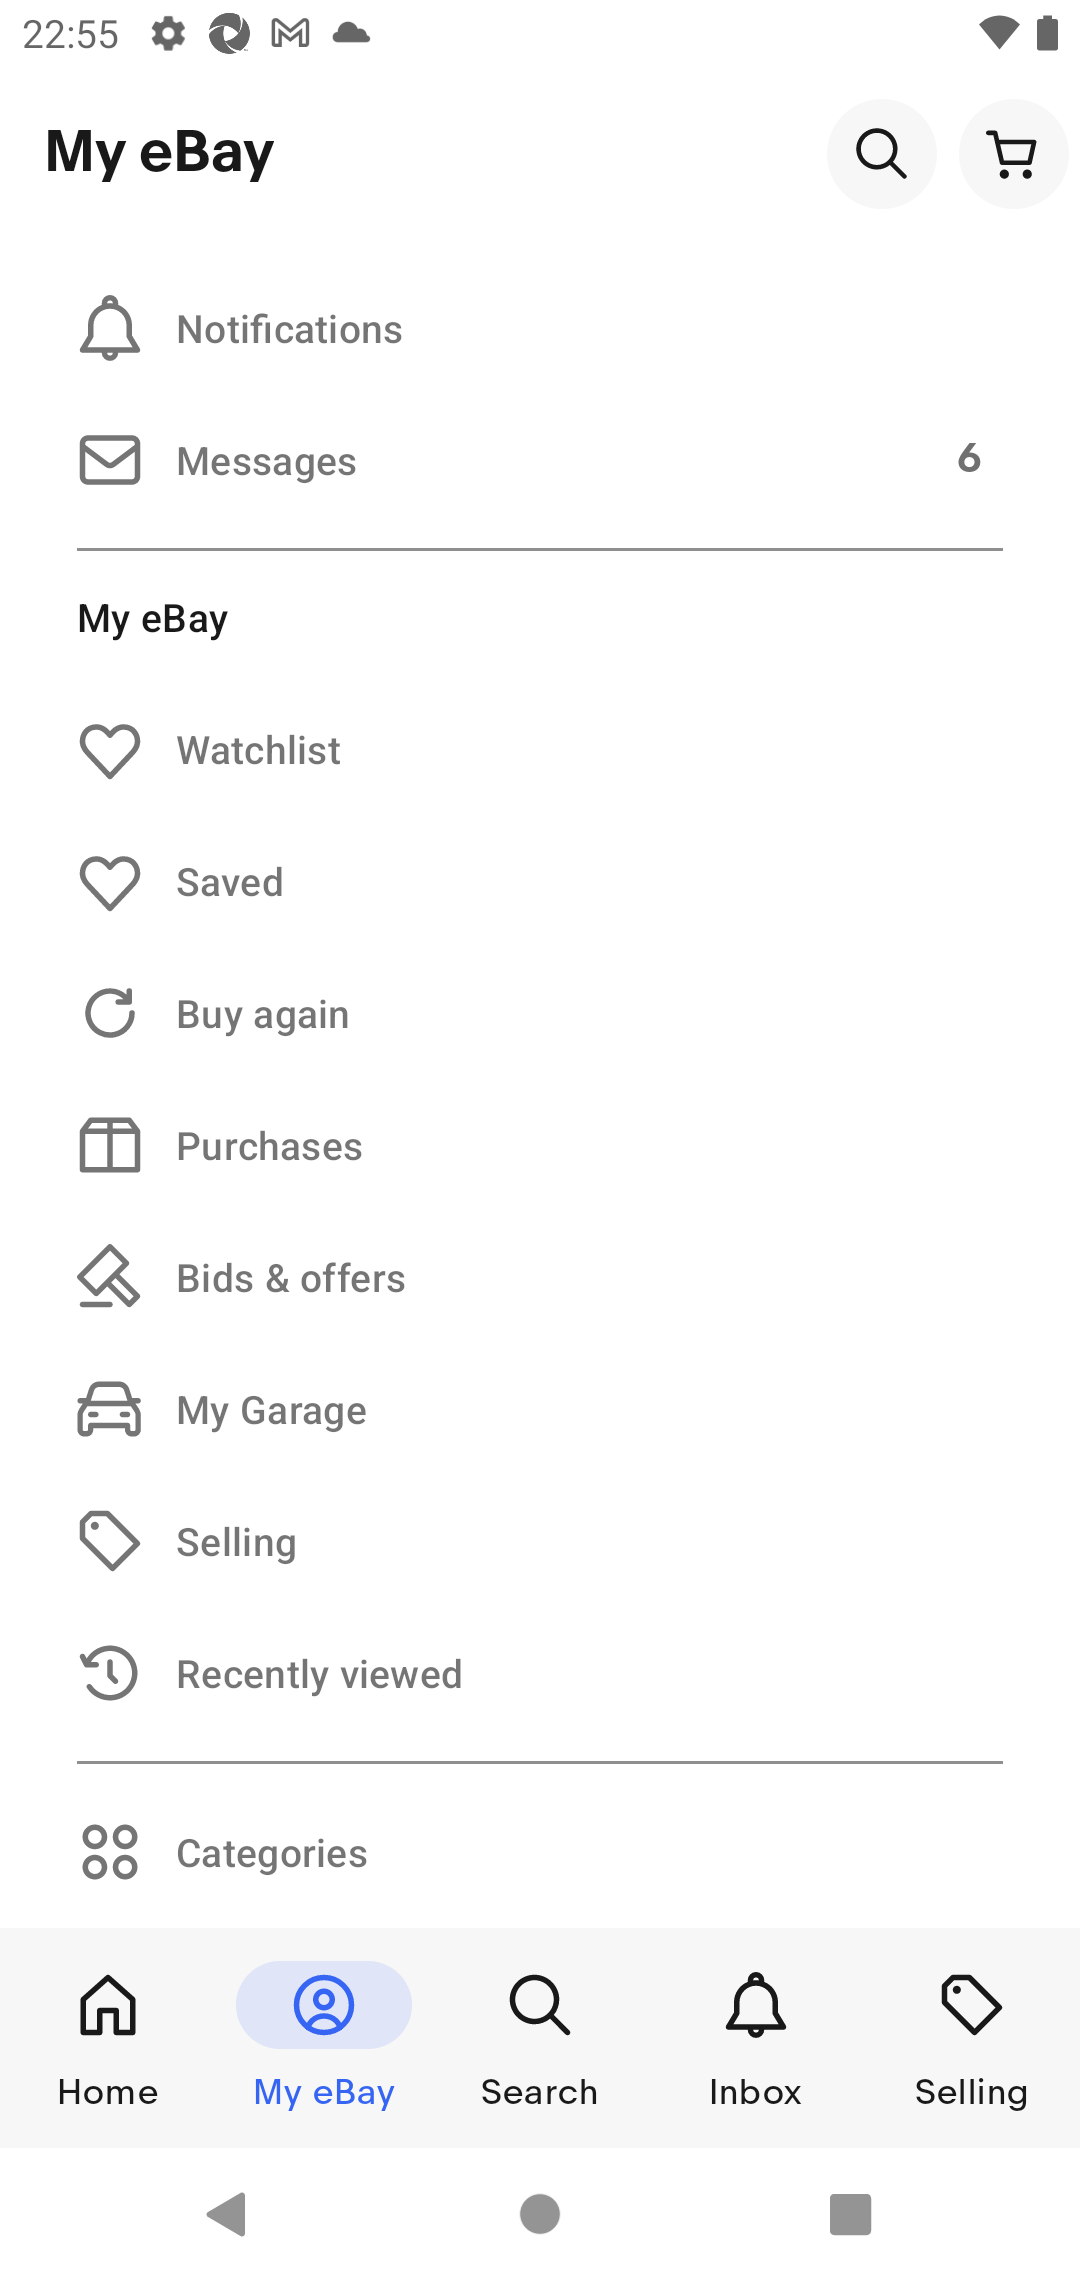 22:55
My eBay
Notifications
Messages 6
My eBay
Watchlist
Saved
Buy again
Purchases
Bids & offers
My Garage
Selling
Recently viewed
Categories
Home My eBay Search Inbox Selling